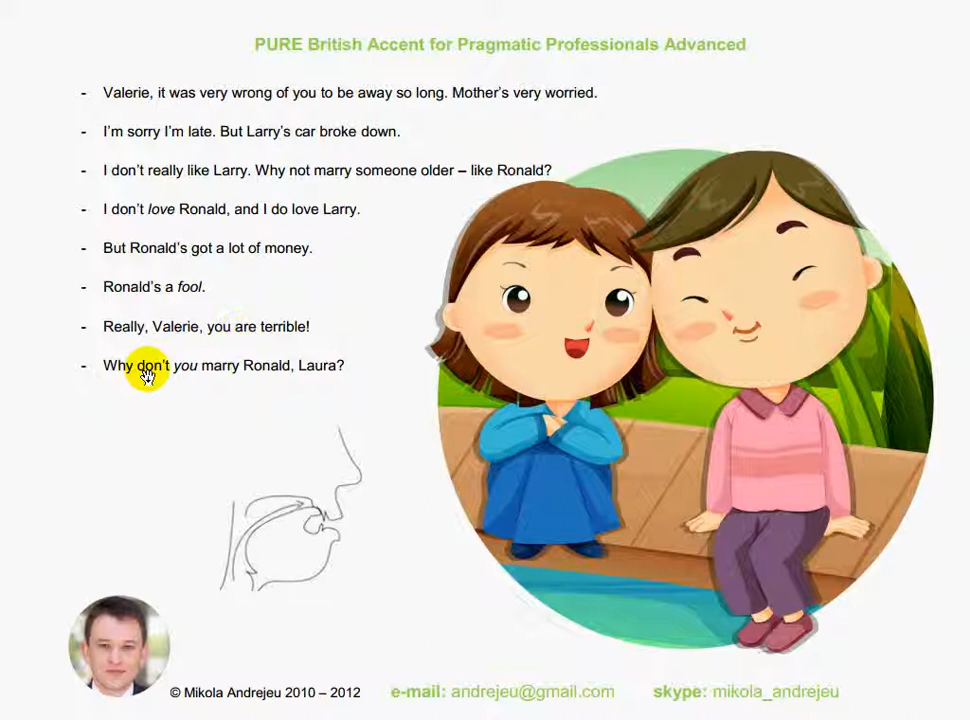 PURE British Accent for Pragmatic Professionals Advanced
- Valerie, it was very wrong of you to be away so long. Mother's very worried.
- I'm sorry I'm late. But Larry's car broke down.
- I don't really like Larry. Why not marry someone older – like Ronald?
- I don't love Ronald, and I do love Larry.
- But Ronald's got a lot of money.
- Ronald's a fool.
- Really, Valerie, you are terrible!
- Why don't you marry Ronald, Laura?
© Mikola Andrejeu 2010 – 2012 e-mail: andrejeu@gmail.com skype: mikola_andrejeu